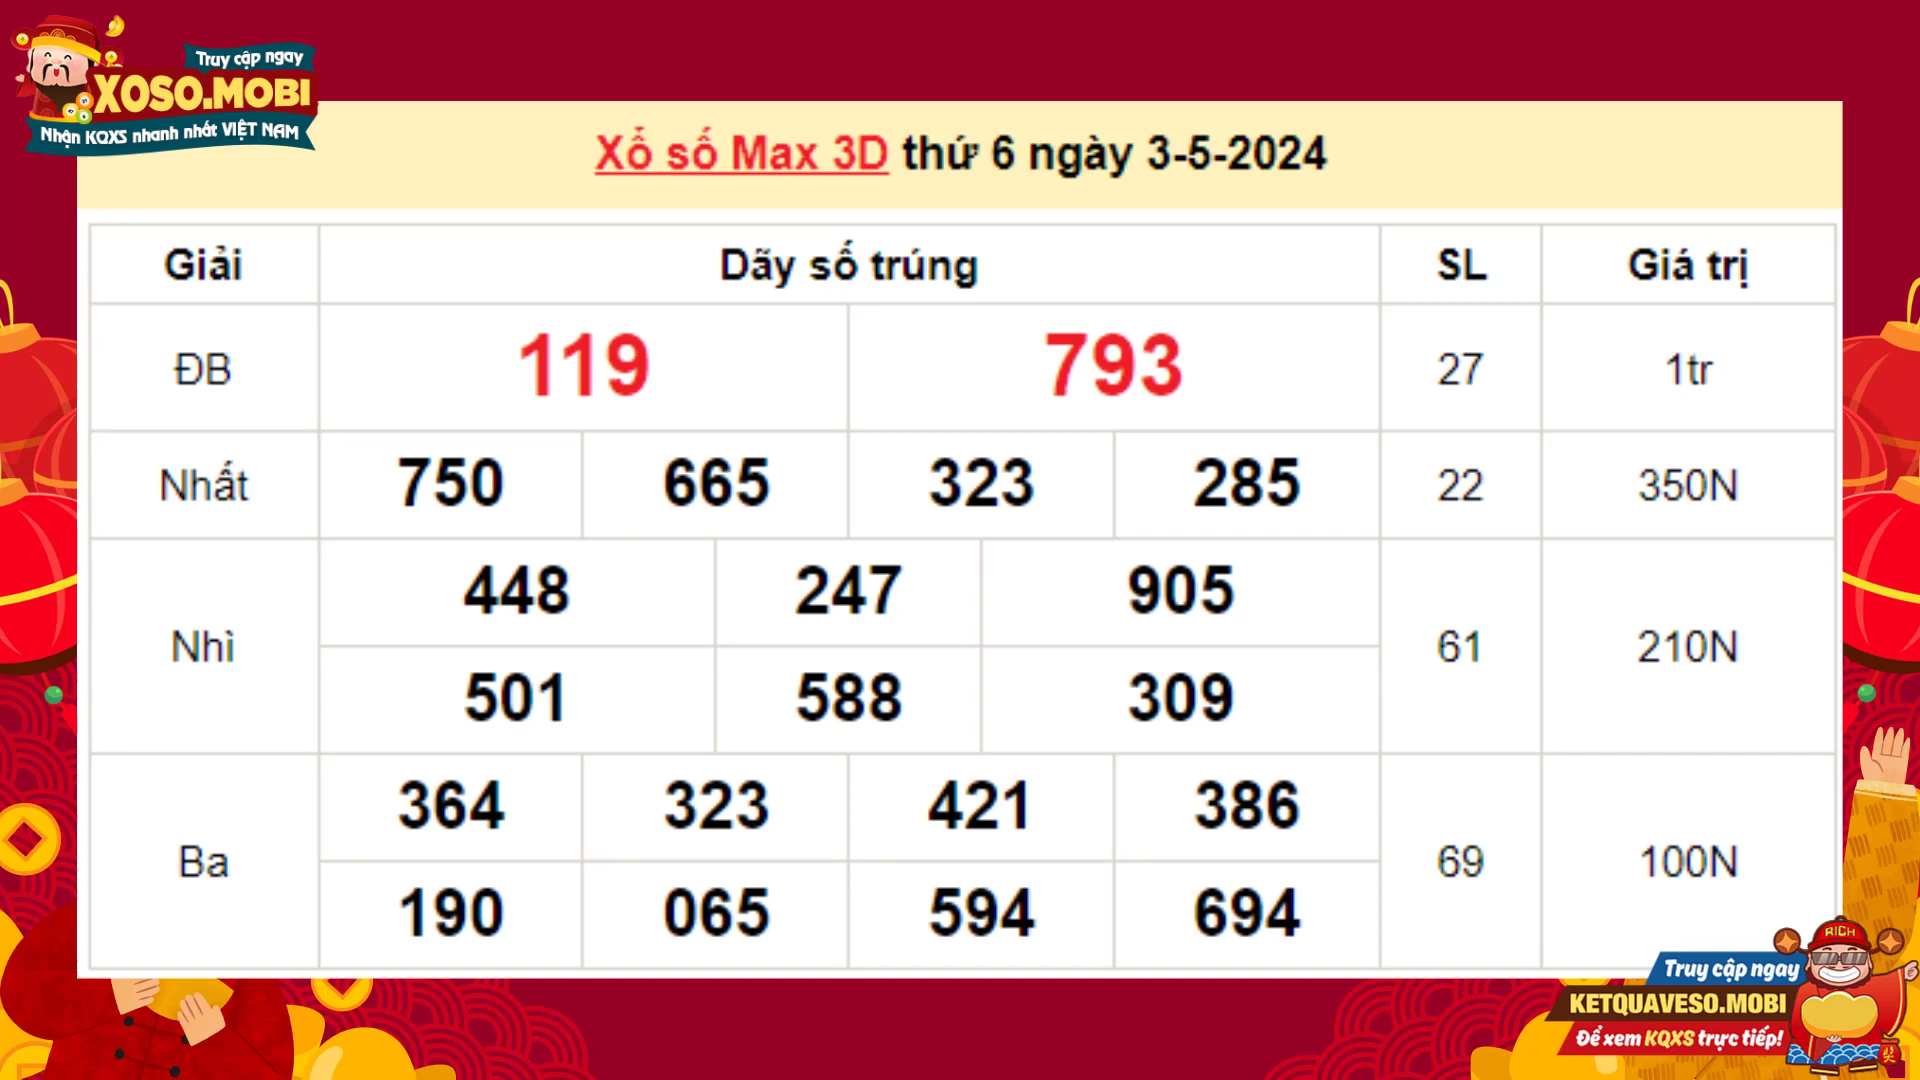 Truy cập ngay
XOSO.MOBI
Nhận KQXS nhanh nhất VIỆT NAM
Xổ số Max 3D thứ 6 ngày 3-5-2024
Giải Dãy số trúng SL Giá trị
ĐB 119 793 27 1tr
Nhất 750 665 323 285 22 350N
448 247 905
Nhì 61 210N
501 588 309
364 323 421 386
Ba 69 100N
190 065 594 694
RICH
Truy cập ngay
KETQUAVESO.MOBI
Để xem KQXS trực tiếp!